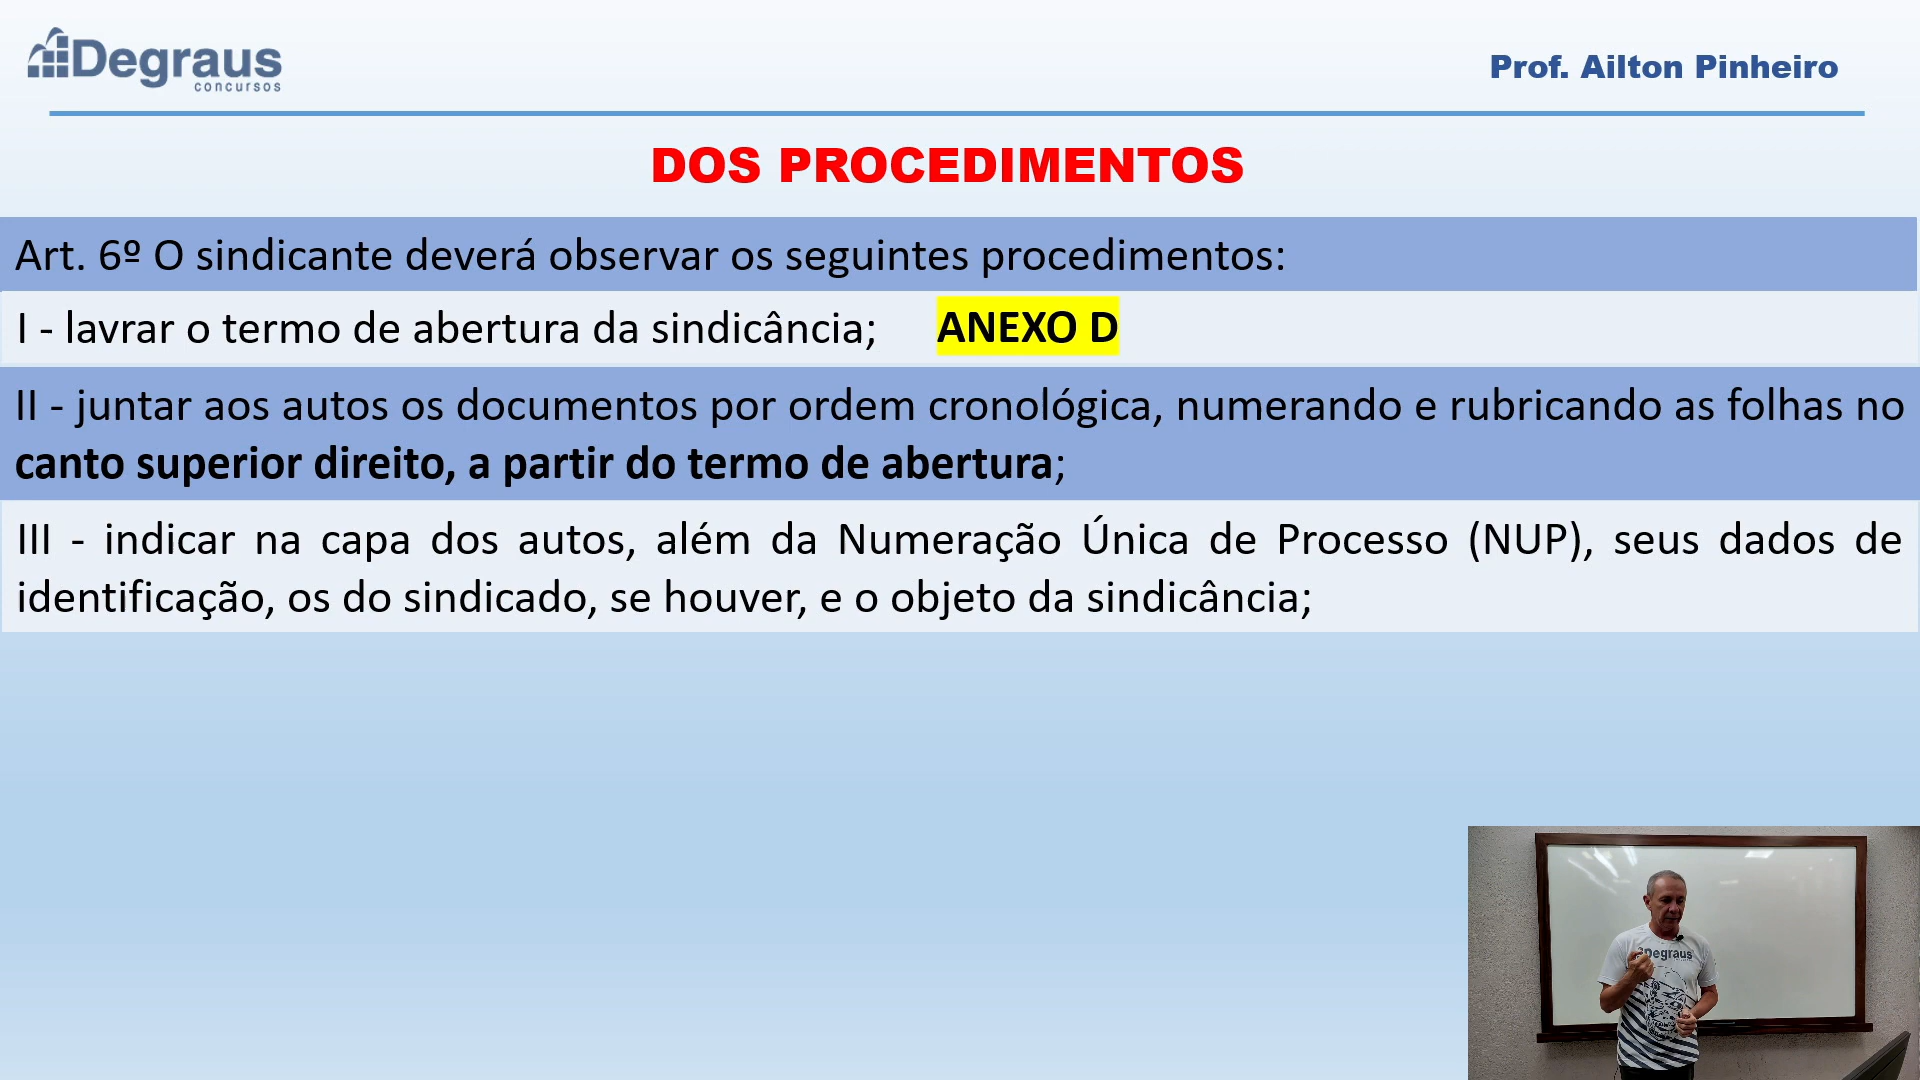 Degraus
concursos
Prof. Ailton Pinheiro
DOS PROCEDIMENTOS
Art. 6º O sindicante deverá observar os seguintes procedimentos:
I - lavrar o termo de abertura da sindicância; ANEXO D
II - juntar aos autos os documentos por ordem cronológica, numerando e rubricando as folhas no
canto superior direito, a partir do termo de abertura;
III - indicar na capa dos autos, além da Numeração Única de Processo (NUP), seus dados de
identificação, os do sindicado, se houver, e o objeto da sindicância;
Degraus